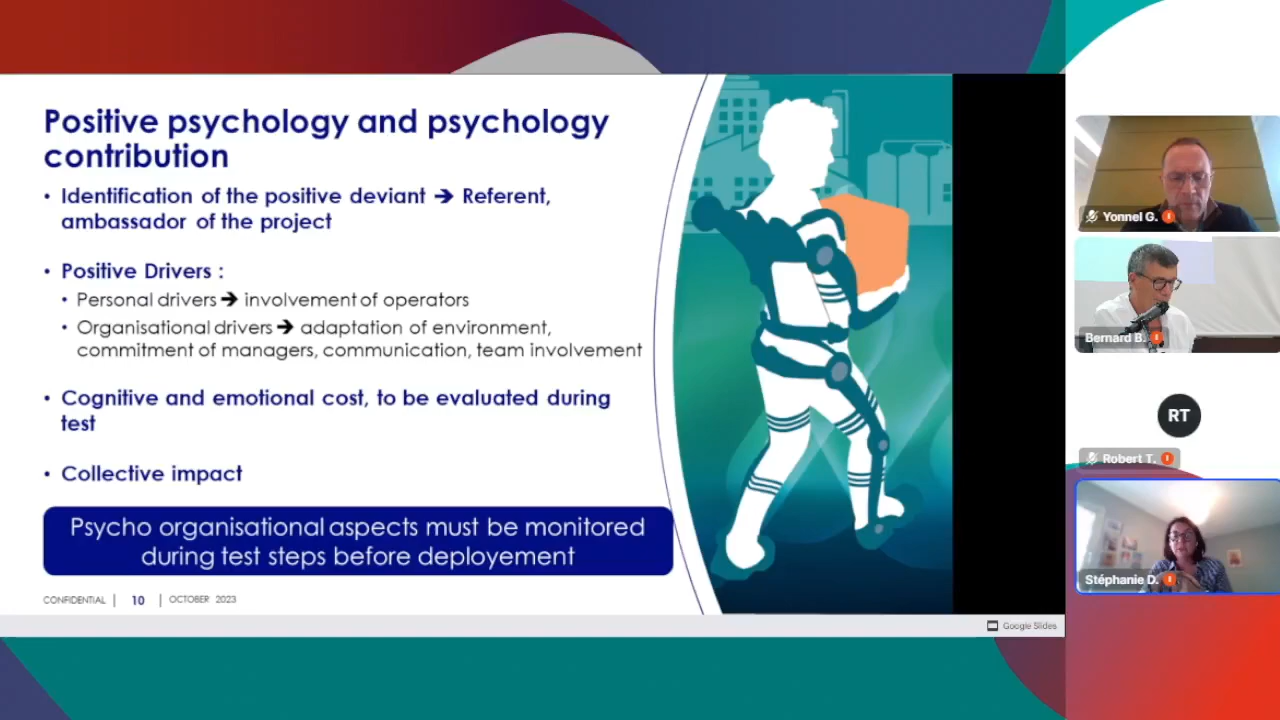 Positive psychology and psychology
contribution
• Identification of the positive deviant ➔ Referent,
ambassador of the project
• Positive Drivers :
• Personal drivers ➔ involvement of operators
• Organisational drivers ➔ adaptation of environment,
commitment of managers, communication, team involvement
• Cognitive and emotional cost, to be evaluated during
test
• Collective impact
Psycho organisational aspects must be monitored
during test steps before deployement
CONFIDENTIAL | 10 | OCTOBER 2023
Google Slides
Yonnel G.
Bernard B.
RT
Robert T.
Stéphanie D.